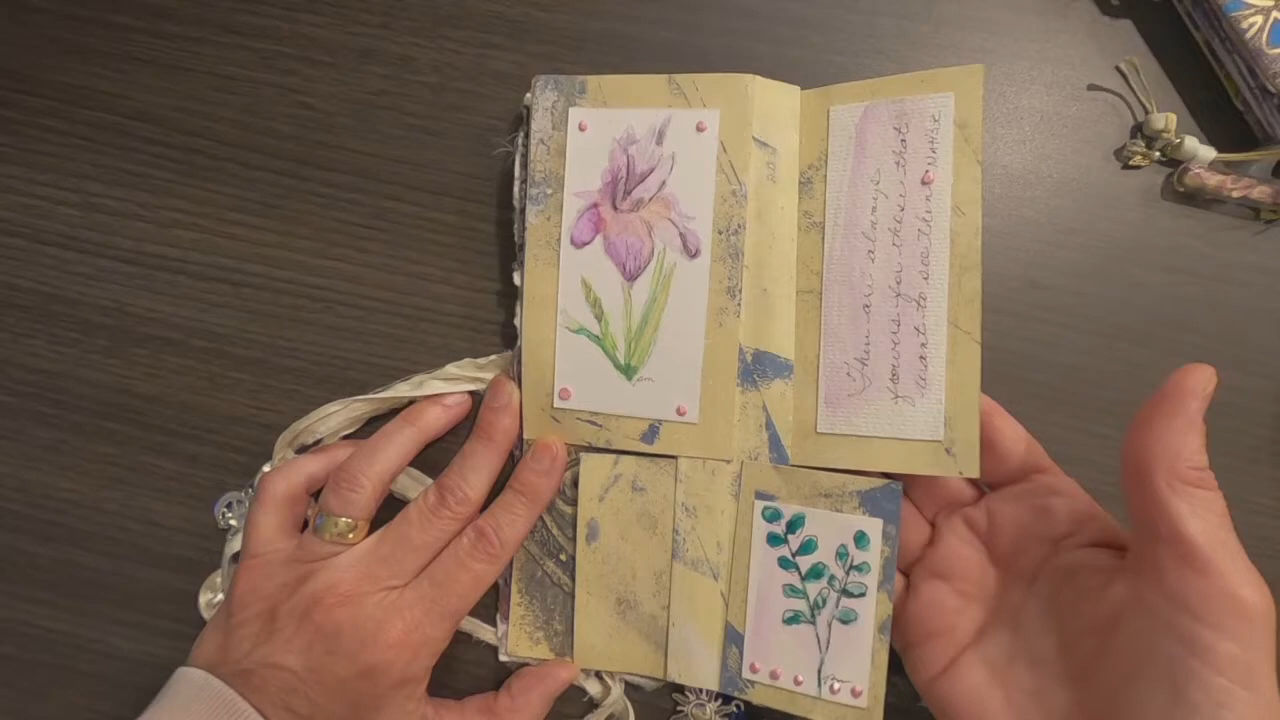 There are always
flowers for those that
want to see them
Matisse